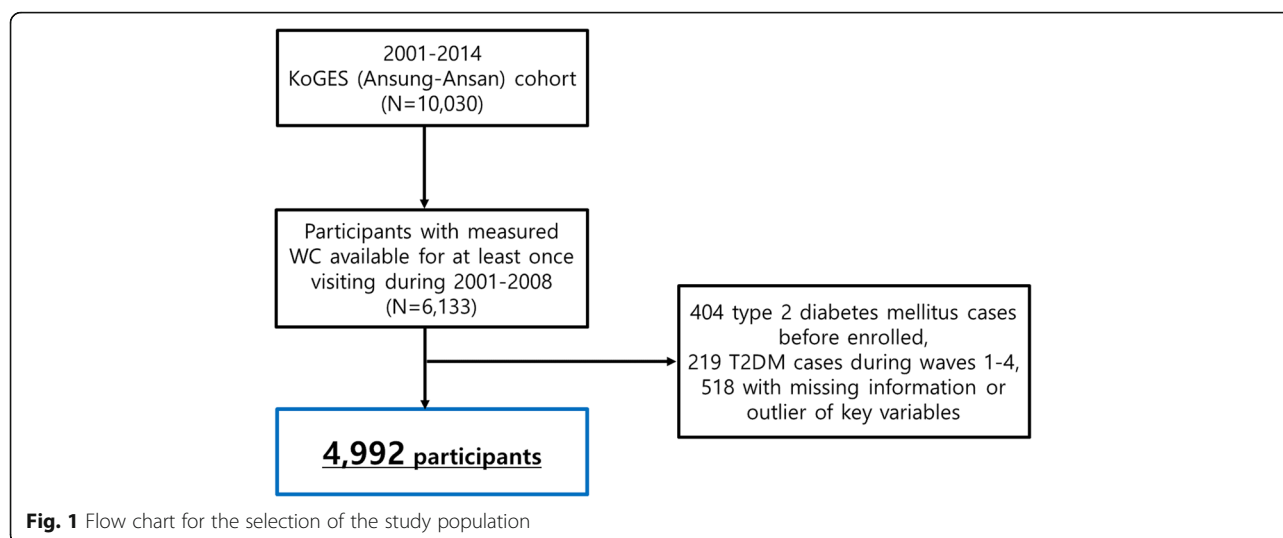 2001-2014
KoGES (Ansung-Ansan) cohort
(N=10,030)
Participants with measured
WC available for at least once
visiting during 2001-2008
(N=6,133)
404 type 2 diabetes mellitus cases
before enrolled,
219 T2DM cases during waves 1-4,
518 with missing information or
outlier of key variables
4,992 participants
Fig. 1 Flow chart for the selection of the study population